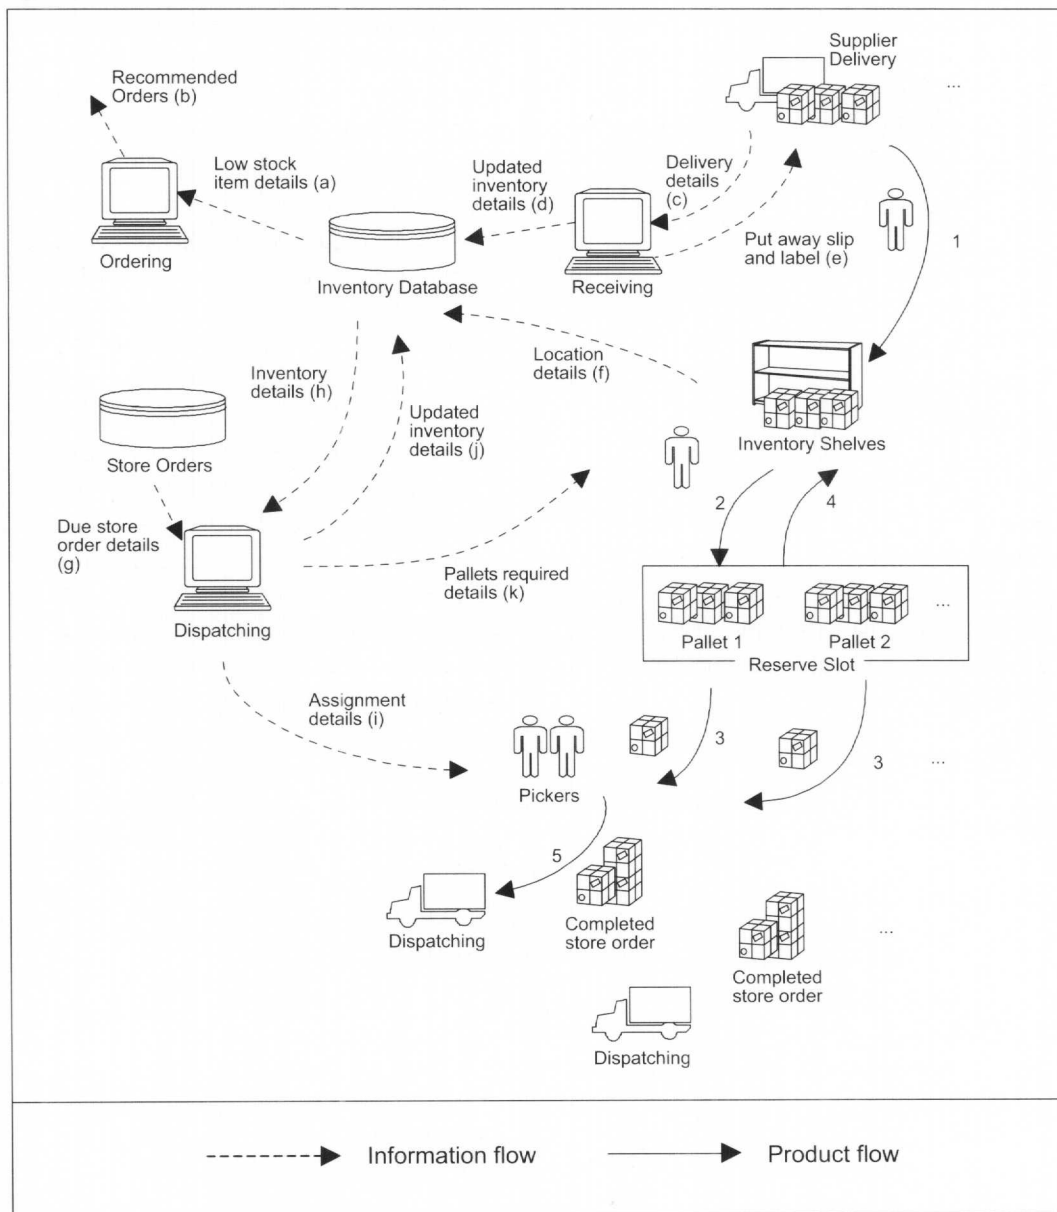 Supplier
Delivery
...
Recommended
Orders (b)
Low stock
item details (a)
Updated
inventory
details (d)
Delivery
details
(c)
1
Ordering
Inventory Database
Receiving
Put away slip
and label (e)
Inventory
details (h)
Location
details (f)
Updated
inventory
details (j)
Store Orders
Inventory Shelves
2
4
Due store
order details
(g)
Pallets required
details (k)
Dispatching
...
Pallet 1
Pallet 2
Reserve Slot
Assignment
details (i)
3
3
...
Pickers
5
Dispatching
Completed
store order
...
Completed
store order
Dispatching
Information flow
Product flow